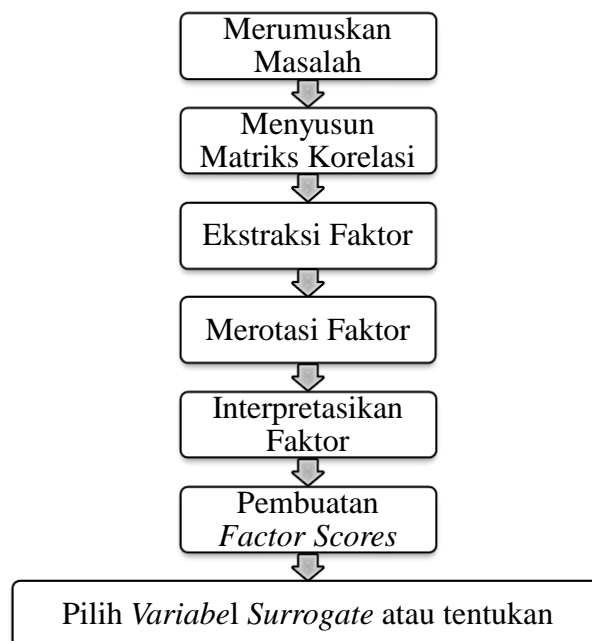 Merumuskan
Masalah
Menyusun
Matriks Korelasi
Ekstraksi Faktor
Merotasi Faktor
Interpretasikan
Faktor
Pembuatan
Factor Scores
Pilih Variabel Surrogate atau tentukan